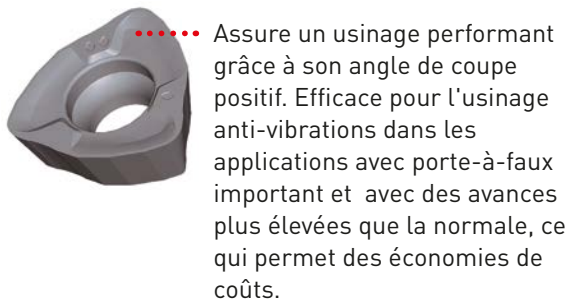 Assure un usinage performant
grâce à son angle de coupe
positif. Efficace pour l'usinage
anti-vibrations dans les
applications avec porte-à-faux
important et avec des avances
plus élevées que la normale, ce
qui permet des économies de
coûts.